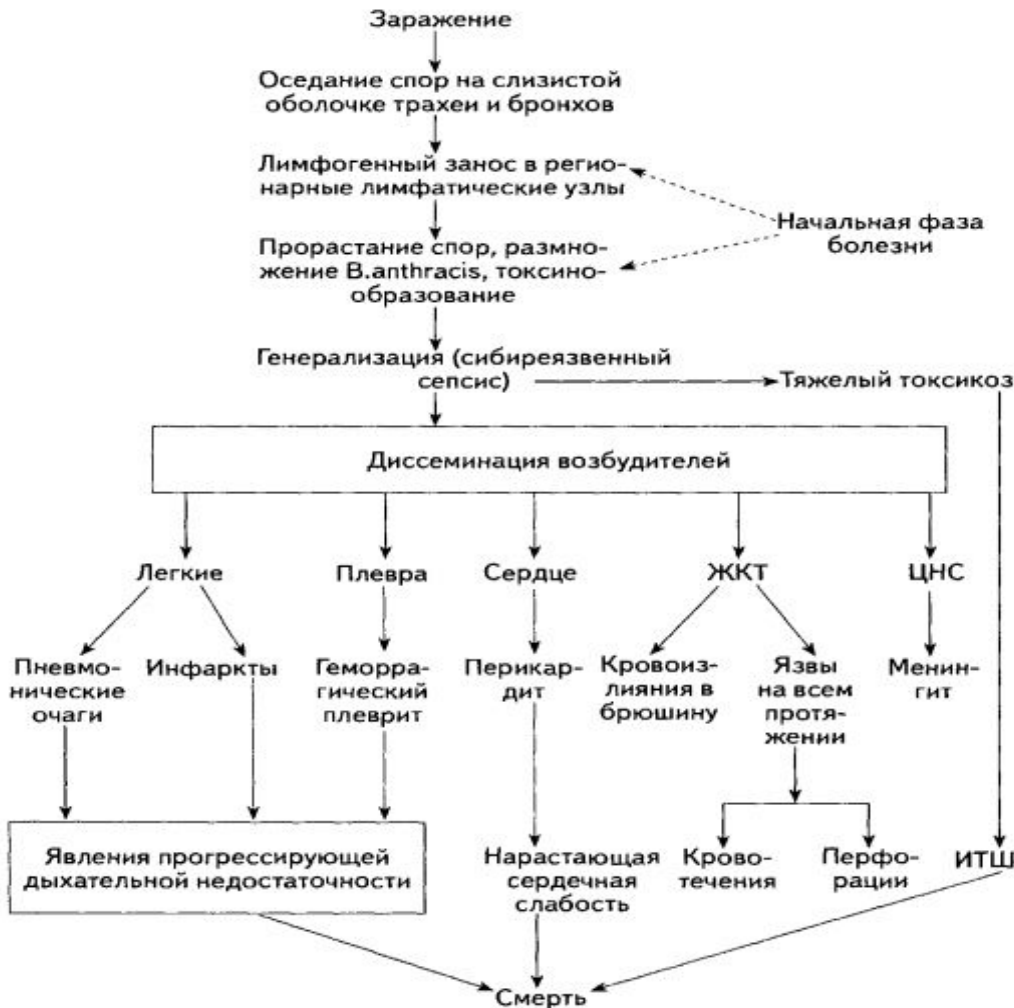 Заражение
Оседание спор на слизистой
оболочке трахеи и бронхов
Лимфогенный занос в регио-
нарные лимфатические узлы
Начальная фаза
болезни
Прорастание спор, размно-
жение B.anthracis, токсино-
образование
Генерализация (сибиреязвенный
сепсис)
Тяжелый токсикоз
Диссеминация возбудителей
Легкие
Плевра
Сердце
ЖКТ
ЦНС
Пневмо-
нические
очаги
Инфаркты
Геморра-
гический
плеврит
Перикар-
дит
Кровоиз-
лияния в
брюшину
Язвы
на всем
протя-
жении
Менин-
гит
Явления прогрессирующей
дыхательной недостаточности
Нарастающая
сердечная
слабость
Крово-
течения
Перфо-
рации
ИТШ
Смерть